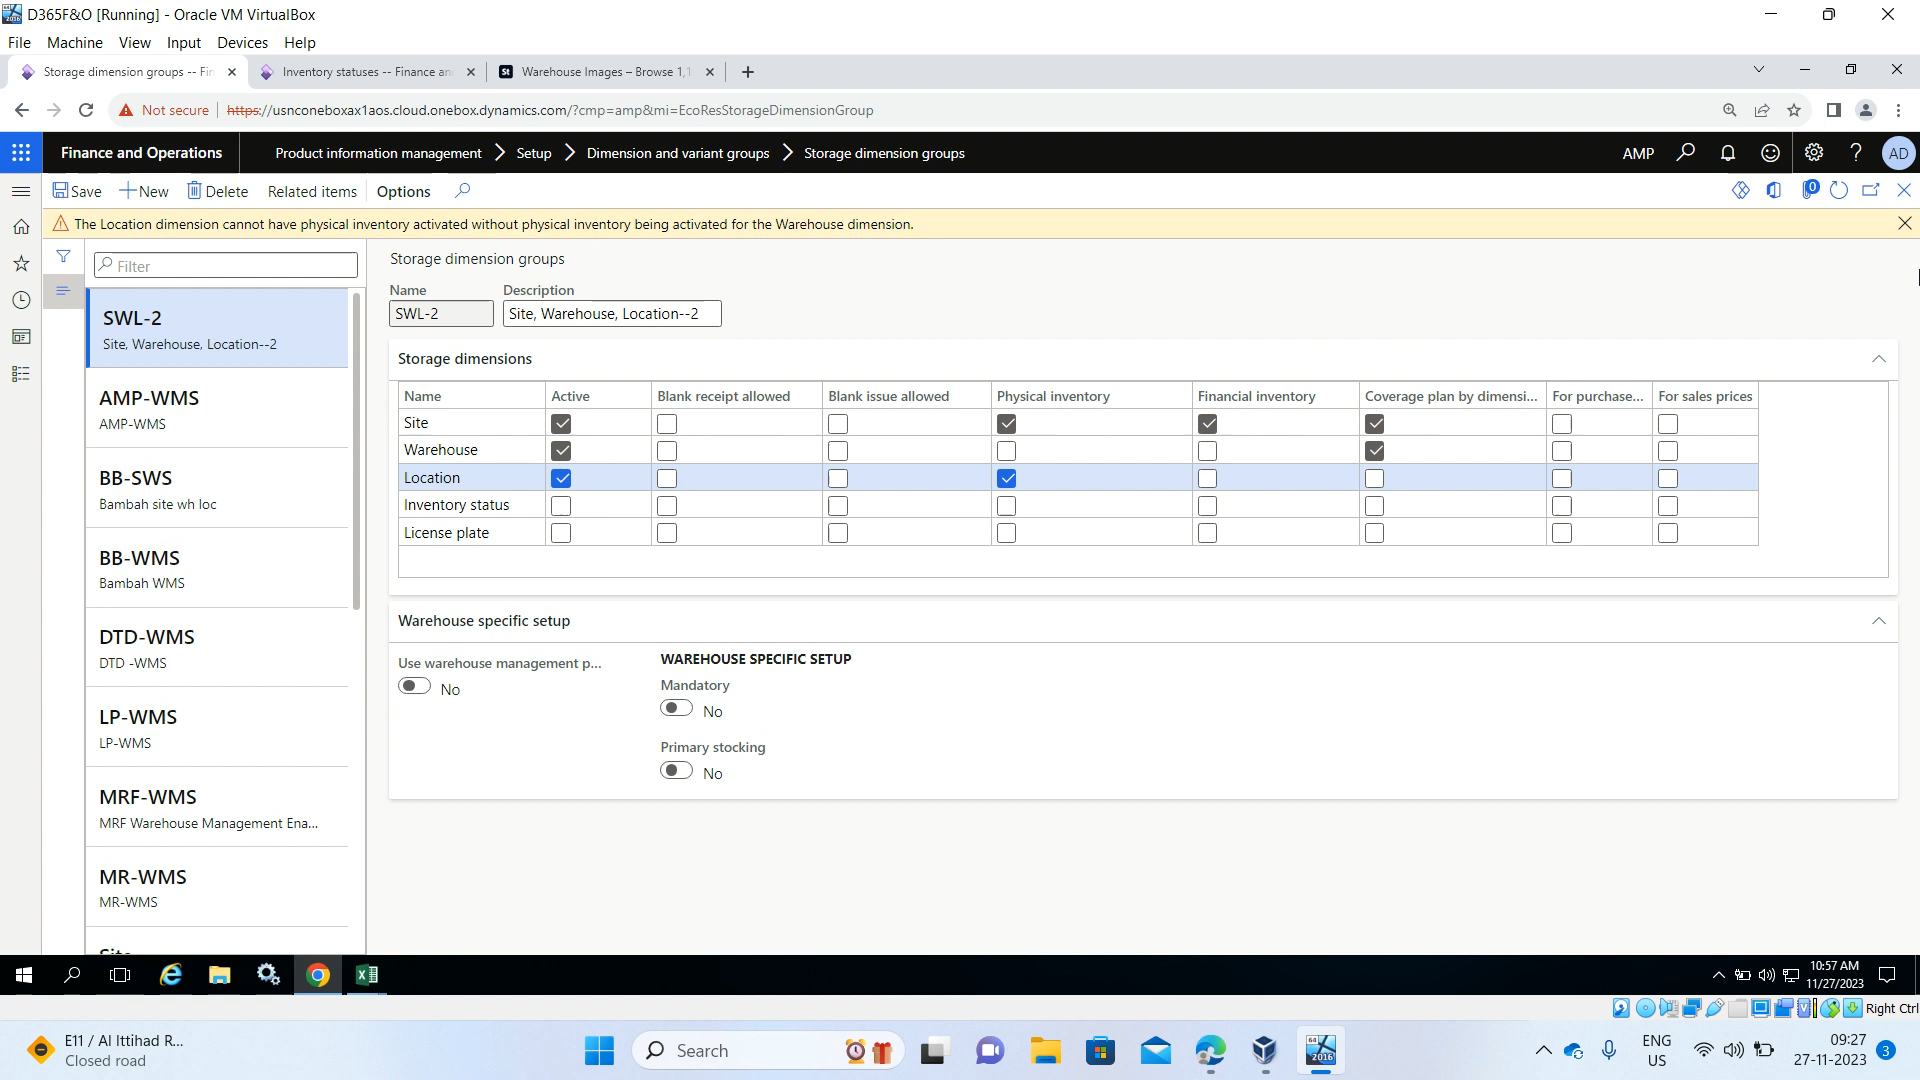 D365F&O [Running] - Oracle VM VirtualBox
File Machine View Input Devices Help
Storage dimension groups -- Fin
Inventory statuses -- Finance an
St Warehouse Images – Browse 1,1
Not secure https://usnconeboxax1aos.cloud.onebox.dynamics.com/?cmp=amp&mi=EcoResStorageDimensionGroup
Finance and Operations Product information management Setup Dimension and variant groups Storage dimension groups AMP ? AD
Save New Delete Related items Options 0
The Location dimension cannot have physical inventory activated without physical inventory being activated for the Warehouse dimension.
Filter
SWL-2
Site, Warehouse, Location--2
AMP-WMS
AMP-WMS
BB-SWS
Bambah site wh loc
BB-WMS
Bambah WMS
DTD-WMS
DTD -WMS
LP-WMS
LP-WMS
MRF-WMS
MRF Warehouse Management Ena...
MR-WMS
MR-WMS
Storage dimension groups
Name Description
SWL-2 Site, Warehouse, Location--2
Storage dimensions
Name Active Blank receipt allowed Blank issue allowed Physical inventory Financial inventory Coverage plan by dimensi... For purchase... For sales prices
Site
Warehouse
Location
Inventory status
License plate
Warehouse specific setup
Use warehouse management p...
No
WAREHOUSE SPECIFIC SETUP
Mandatory
No
Primary stocking
No
10:57 AM
11/27/2023
Right Ctrl
E11 / Al Ittihad R...
Closed road
Search
64
2016
ENG
US
09:27
27-11-2023
3